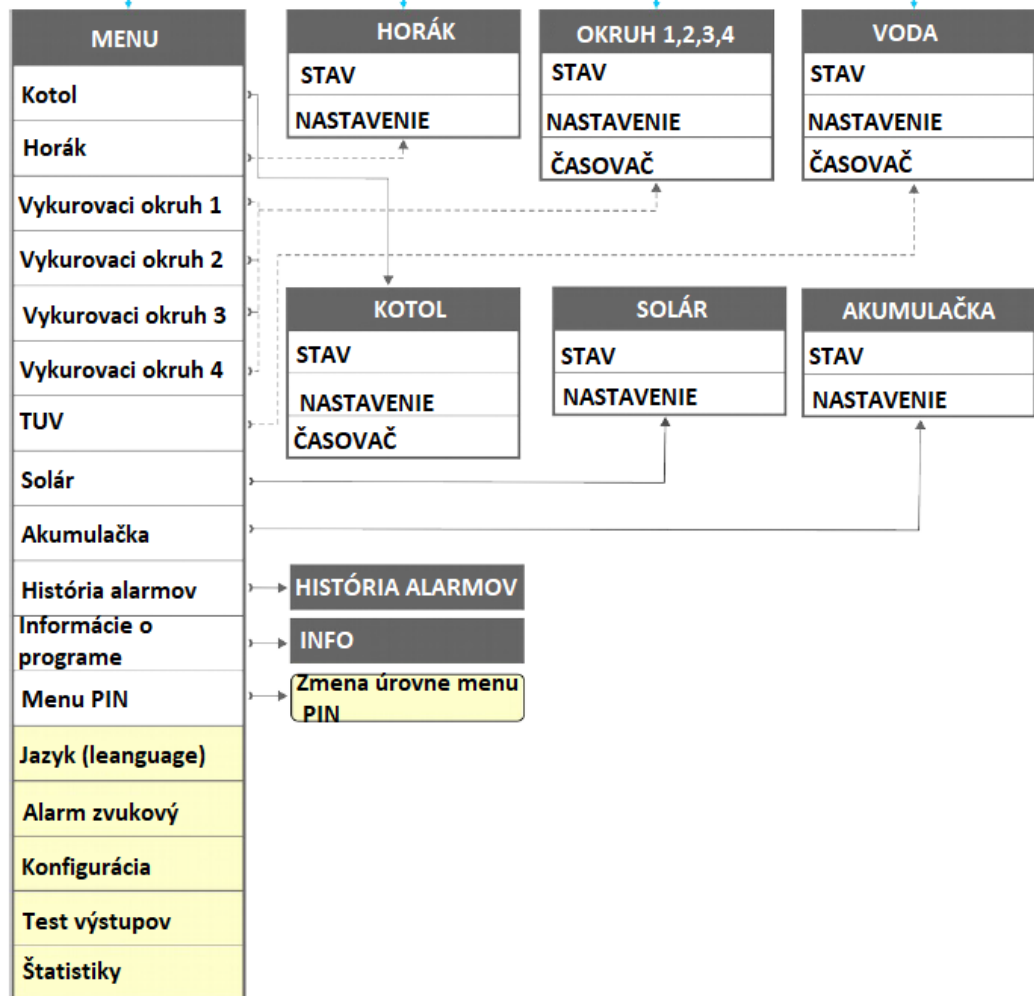 MENU
Kotol
Horák
Vykurovaci okruh 1
Vykurovaci okruh 2
Vykurovaci okruh 3
Vykurovaci okruh 4
TUV
Solár
Akumulačka
História alarmov
Informácie o
programe
Menu PIN
Jazyk (leanguage)
Alarm zvukový
Konfigurácia
Test výstupov
Štatistiky
HORÁK
STAV
NASTAVENIE
OKRUH 1,2,3,4
STAV
NASTAVENIE
ČASOVAČ
VODA
STAV
NASTAVENIE
ČASOVAČ
KOTOL
STAV
NASTAVENIE
ČASOVAČ
SOLÁR
STAV
NASTAVENIE
AKUMULAČKA
STAV
NASTAVENIE
HISTÓRIA ALARMOV
INFO
Zmena úrovne menu
PIN